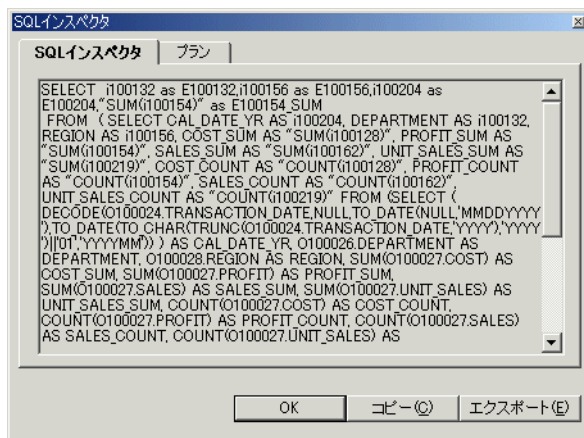 SQLインスペクタ
SQLインスペクタ プラン
SELECT i100132 as E100132,i100156 as E100156,i100204 as
E100204,"SUM(i100154)" as E100154_SUM
FROM ( SELECT CAL_DATE_YR AS i100204, DEPARTMENT AS i100132,
REGION AS i100156, COST_SUM AS "SUM(i100128)", PROFIT_SUM AS
"SUM(i100154)", SALES_SUM AS "SUM(i100162)", UNIT_SALES_SUM AS
"SUM(i100219)", COST_COUNT AS "COUNT(i100128)", PROFIT_COUNT
AS "COUNT(i100154)", SALES_COUNT AS "COUNT(i100162)",
UNIT_SALES_COUNT AS "COUNT(i100219)" FROM (SELECT (
DECODE(O100024.TRANSACTION_DATE,NULL,TO_DATE(NULL,'MMDDYYYY
'),TO_DATE(TO_CHAR(TRUNC(O100024.TRANSACTION_DATE,'YYYY'),'YYYY
')||'01','YYYYMM')) ) AS CAL_DATE_YR, O100026.DEPARTMENT AS
DEPARTMENT, O100028.REGION AS REGION, SUM(O100027.COST) AS
COST_SUM, SUM(O100027.PROFIT) AS PROFIT_SUM,
SUM(O100027.SALES) AS SALES_SUM, SUM(O100027.UNIT_SALES) AS
UNIT_SALES_SUM, COUNT(O100027.COST) AS COST_COUNT,
COUNT(O100027.PROFIT) AS PROFIT_COUNT, COUNT(O100027.SALES)
AS SALES_COUNT, COUNT(O100027.UNIT_SALES) AS
OK コピー(C) エクスポート(E)